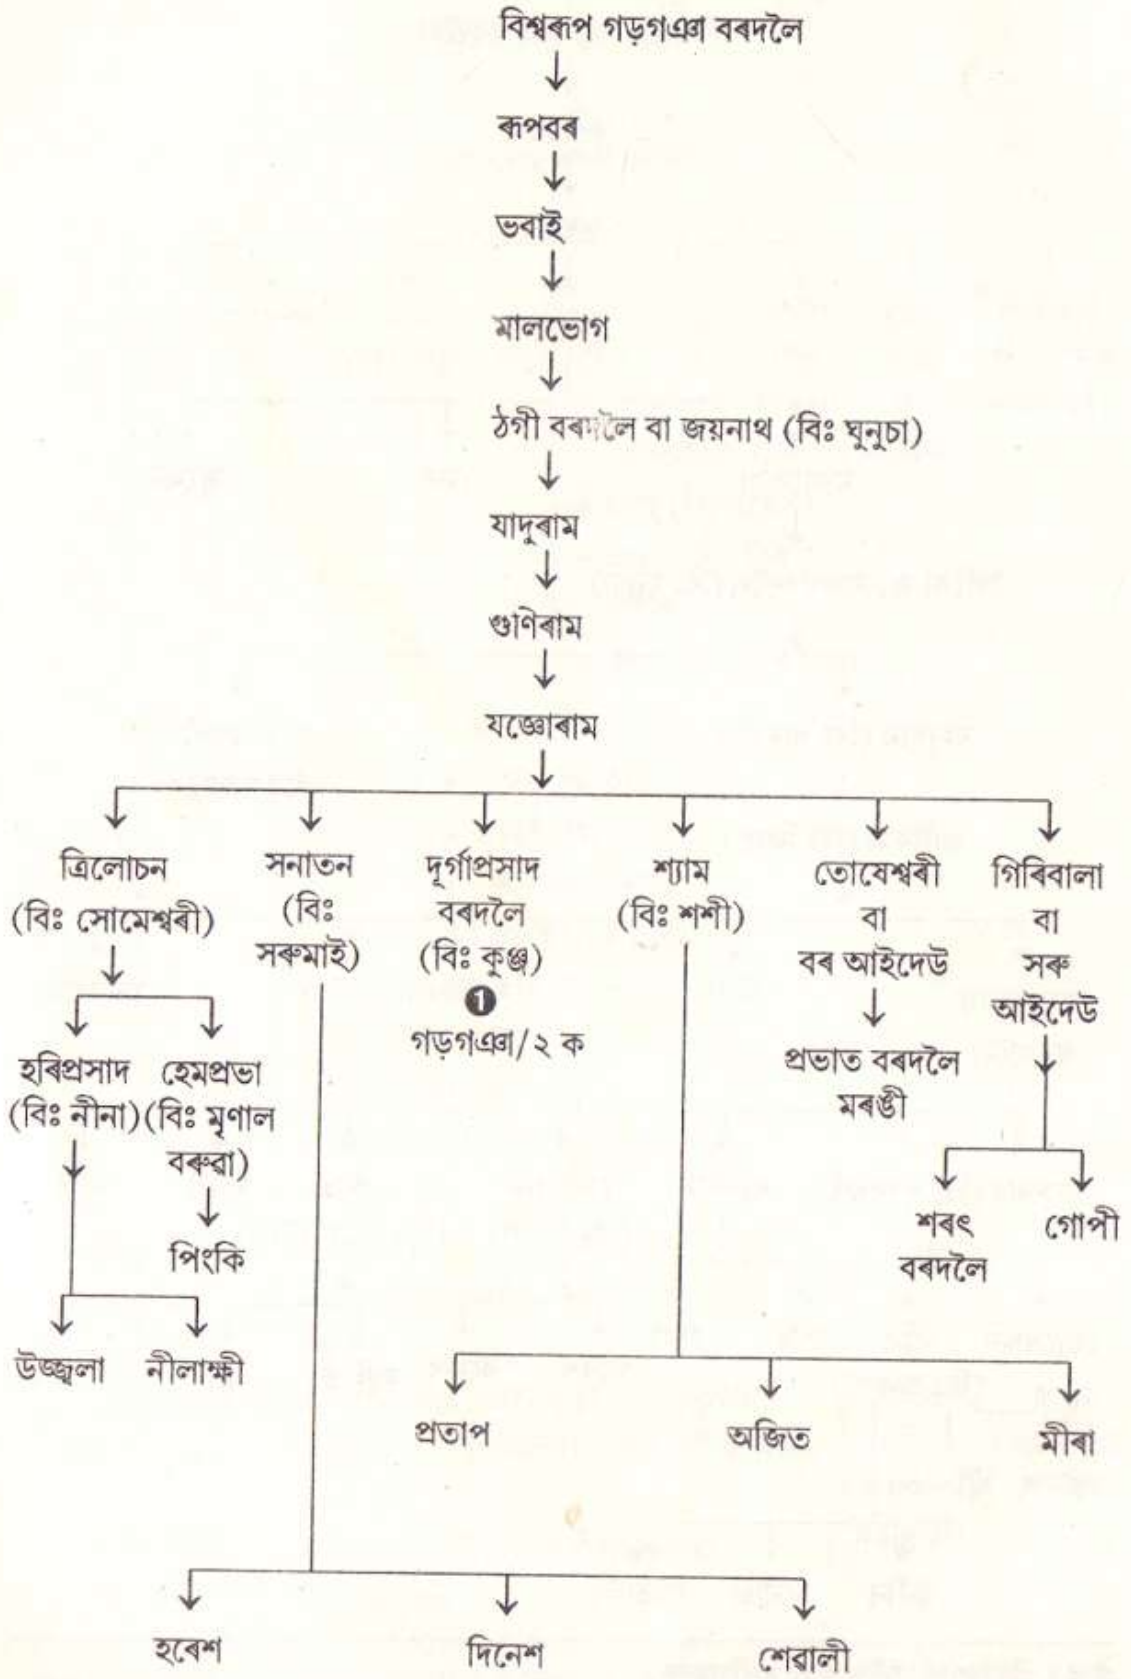 বিশ্বৰূপ গড়গঞা বৰদলৈ
ৰূপবৰ
ভবাই
মালভোগ
ঠগী বৰদলৈ বা জয়নাথ (বিঃ ঘুনুচা)
যাদুৰাম
গুণিৰাম
যজ্ঞোৰাম
ত্ৰিলোচন
(বিঃ সোমেশ্বৰী)
সনাতন
(বিঃ
সৰুমাই)
দূৰ্গাপ্ৰসাদ
বৰদলৈ
(বিঃ কুঞ্জ)
1
গড়গঞা/২ ক
শ্যাম
(বিঃ শশী)
তোষেশ্বৰী
বা
বৰ আইদেউ
গিৰিবালা
বা
সৰু
আইদেউ
হৰিপ্ৰসাদ
(বিঃ নীনা)
হেমপ্ৰভা
(বিঃ মৃণাল
বৰুৱা)
প্ৰভাত বৰদলৈ
মৰঙী
পিংকি
শৰৎ
বৰদলৈ
গোপী
উজ্জ্বলা
নীলাক্ষী
প্ৰতাপ
অজিত
মীৰা
হৰেশ
দিনেশ
শেৱালী